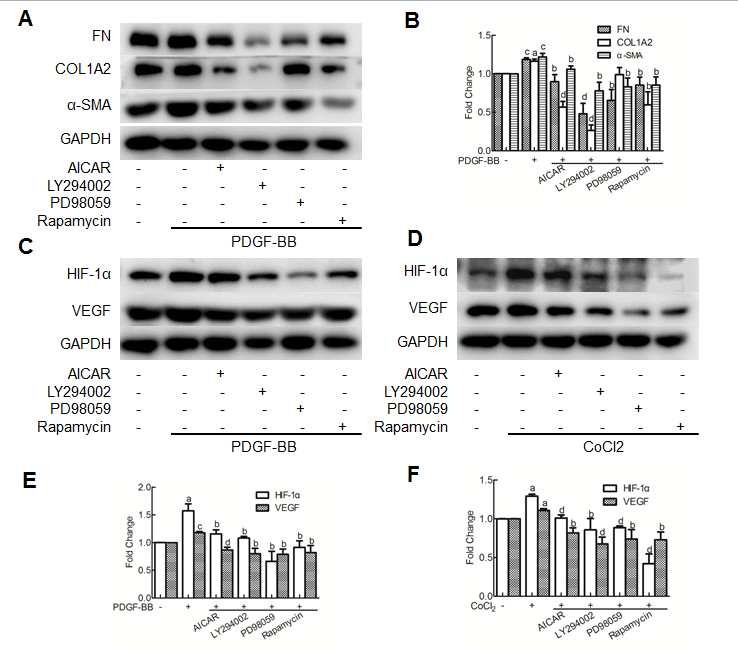 A
FN
COL1A2
α-SMA
GAPDH
AICAR - - + - - -
LY294002 - - - + - -
PD98059 - - - - + -
Rapamycin - - - - - +
PDGF-BB
B
FN
COL1A2
α-SMA
Fold Change
1.5
1.0
0.5
0.0
c a c b d b d d b b b b b b b
PDGF-BB - + + + + +
AICAR
LY294002
PD98059
Rapamycin
C
HIF-1α
VEGF
GAPDH
AICAR - - + - - -
LY294002 - - - + - -
PD98059 - - - - + -
Rapamycin - - - - - +
PDGF-BB
D
HIF-1α
VEGF
GAPDH
AICAR - - + - - -
LY294002 - - - + - -
PD98059 - - - - + -
Rapamycin - - - - - +
CoCl2
E
HIF-1α
VEGF
Fold Change
2.0
1.5
1.0
0.5
0.0
a c b d b b b b b b
PDGF-BB - + + + + +
AICAR
LY294002
PD98059
Rapamycin
F
HIF-1α
VEGF
Fold Change
1.5
1.0
0.5
0.0
a a d b b b d b d b
CoCl2 - + + + + +
AICAR
LY294002
PD98059
Rapamycin